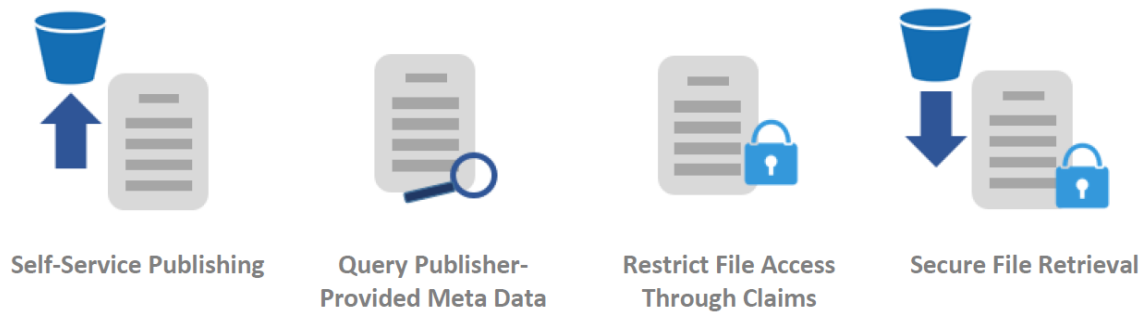 Self-Service Publishing
Query Publisher-
Provided Meta Data
Restrict File Access
Through Claims
Secure File Retrieval